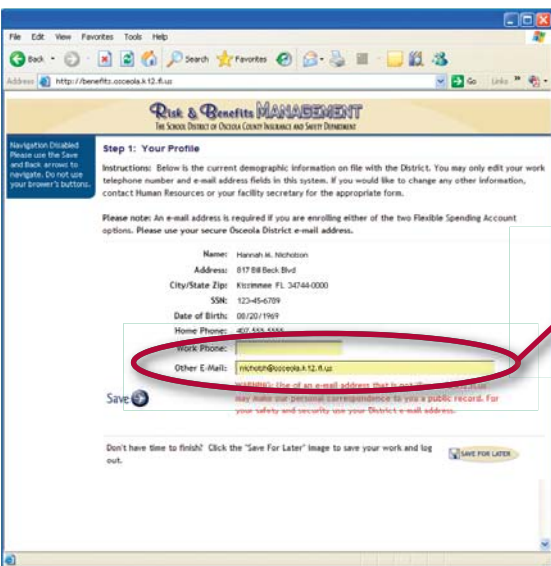 File Edit View Favorites Tools Help
Back Search Favorites
Address http://benefits.osceola.k12.fl.us Go Links
Risk & Benefits MANAGEMENT
THE SCHOOL DISTRICT OF OSCEOLA COUNTY INSURANCE AND SAFETY DEPARTMENT
Navigation Disabled
Please use the Save
and Back arrows to
navigate. Do not use
your brower's buttons.
Step 1: Your Profile
Instructions: Below is the current demographic information on file with the District. You may only edit your work
telephone number and e-mail address fields in this system. If you would like to change any other information,
contact Human Resources or your facility secretary for the appropriate form.
Please note: An e-mail address is required if you are enrolling either of the two Flexible Spending Account
options. Please use your secure Osceola District e-mail address.
Name: Hannah M. Nicholson
Address: 817 Bill Beck Blvd
City/State Zip: Kissimmee FL 34744-0000
SSN: 123-45-6789
Date of Birth: 08/20/1969
Home Phone: 407-555-5555
Work Phone:
Other E-Mail: nicholsh@osceola.k12.fl.us
WARNING: Use of an e-mail address that is not
may make our personal correspondence to you a public record. For
your safety and security use your District e-mail address.
Save
Don't have time to finish? Click the "Save For Later" image to save your work and log
out.
SAVE FOR LATER